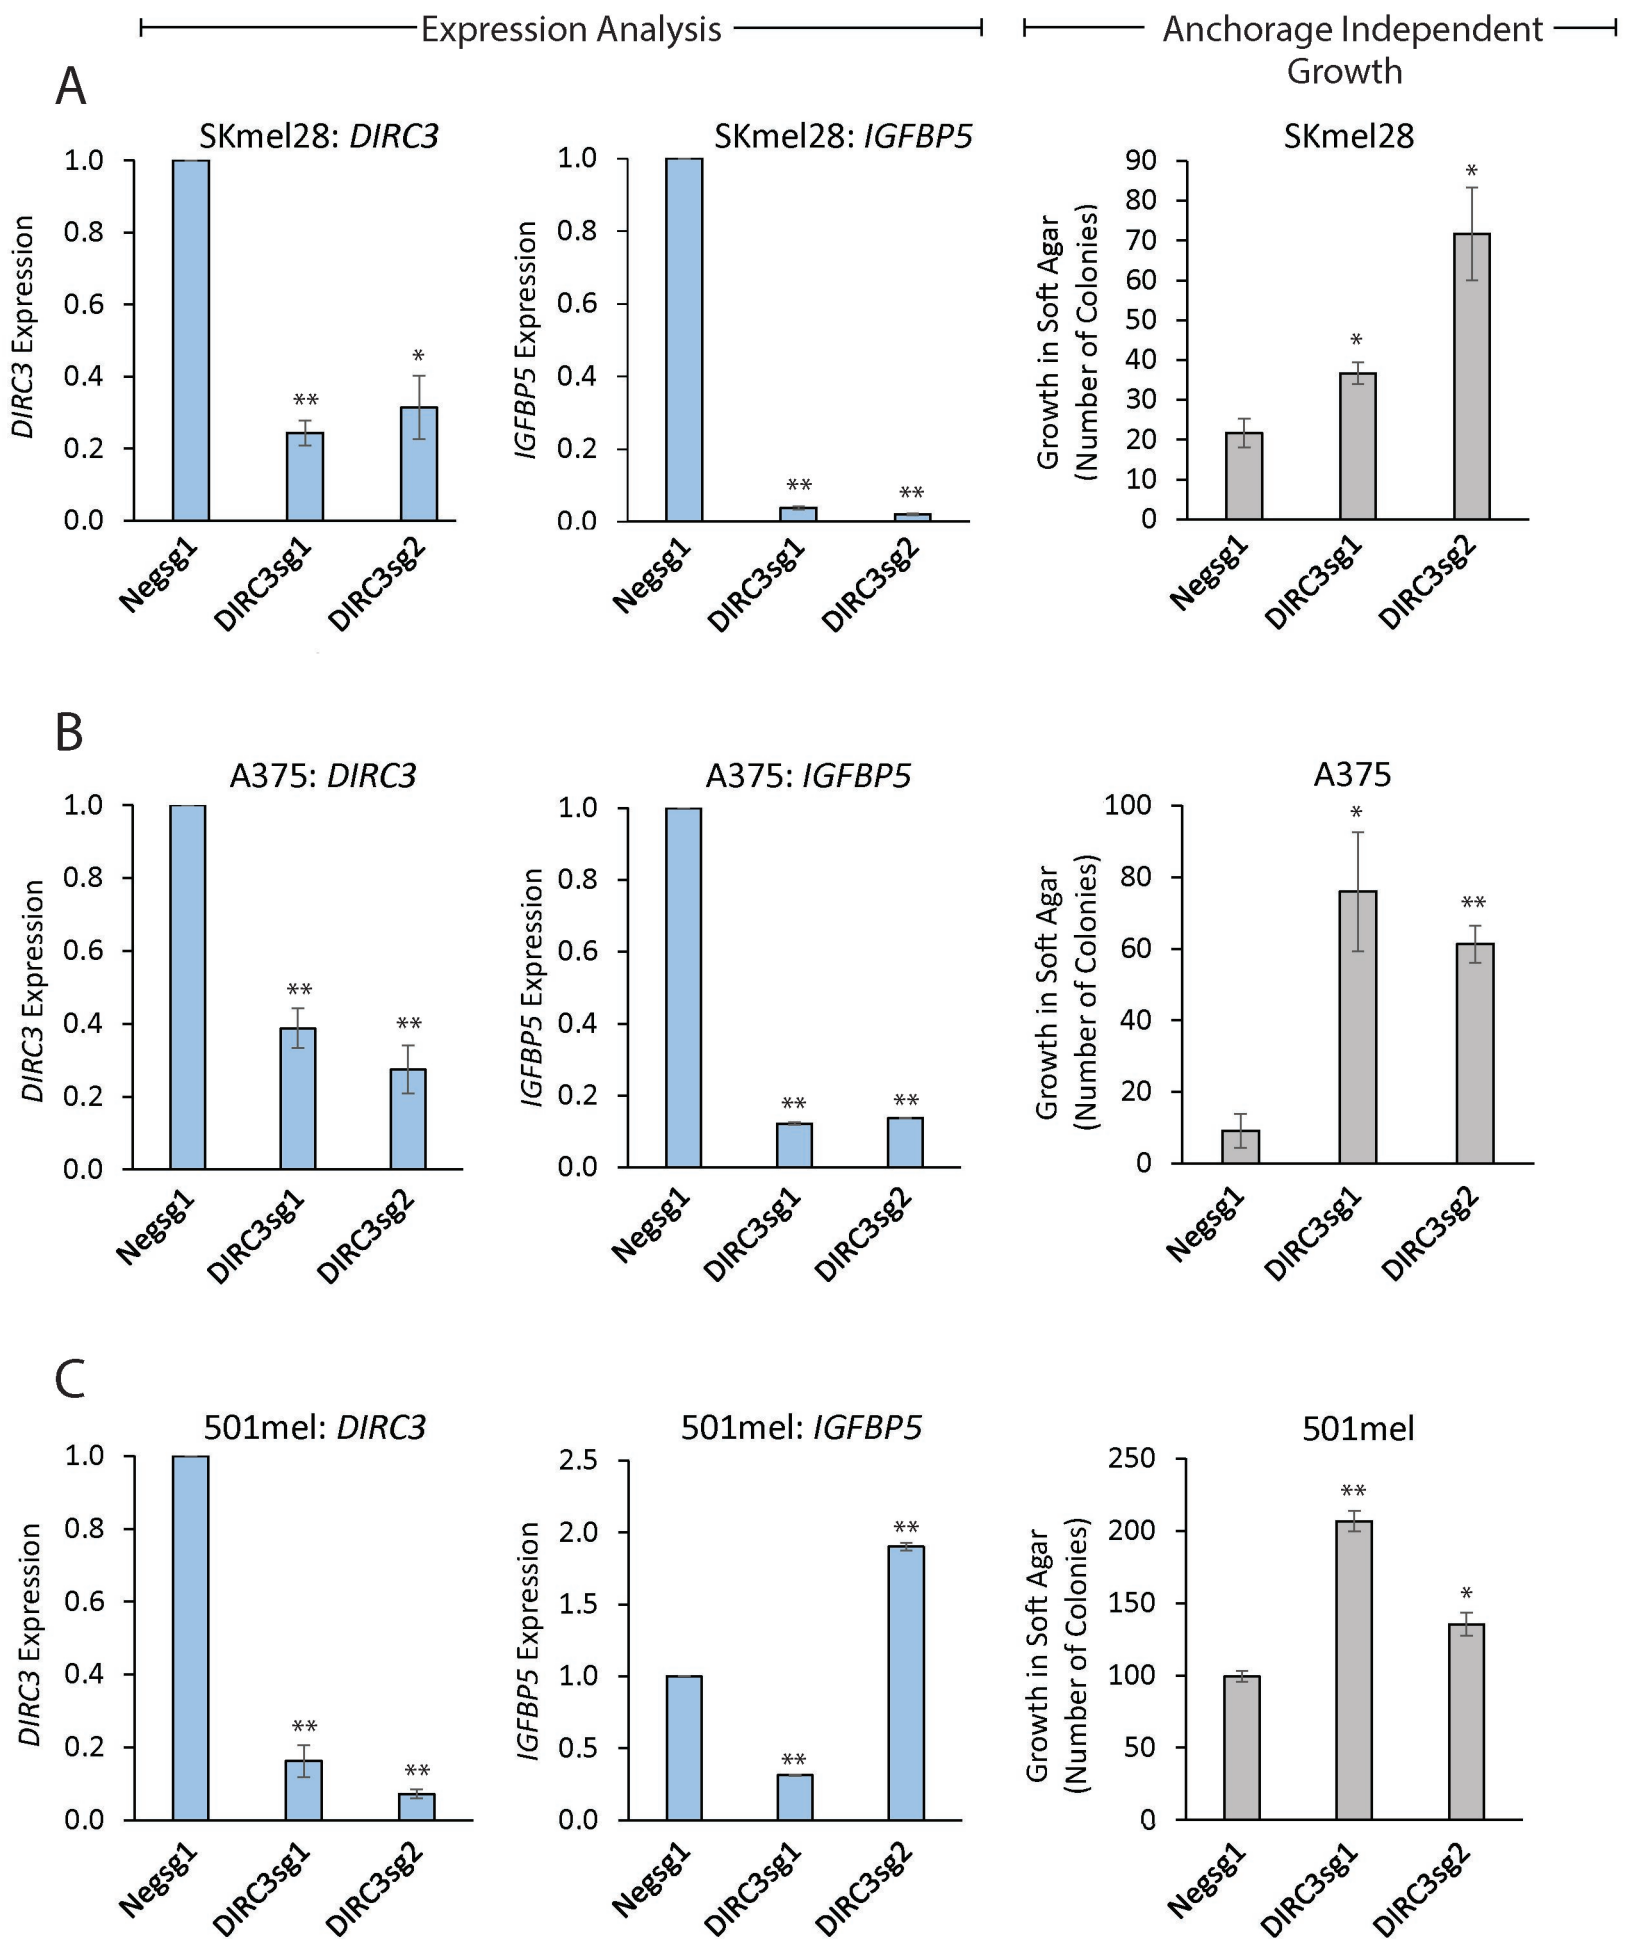 Expression Analysis
Anchorage Independent
Growth
A
SKmel28: DIRC3
DIRC3 Expression
1.0
0.8
0.6
0.4
0.2
0.0
**
*
Negsg1
DIRC3sg1
DIRC3sg2
SKmel28: IGFBP5
IGFBP5 Expression
1.0
0.8
0.6
0.4
0.2
0.0
**
**
Negsg1
DIRC3sg1
DIRC3sg2
SKmel28
Growth in Soft Agar
(Number of Colonies)
90
80
70
60
50
40
30
20
10
0
*
*
Negsg1
DIRC3sg1
DIRC3sg2
B
A375: DIRC3
DIRC3 Expression
1.0
0.8
0.6
0.4
0.2
0.0
**
**
Negsg1
DIRC3sg1
DIRC3sg2
A375: IGFBP5
IGFBP5 Expression
1.0
0.8
0.6
0.4
0.2
0.0
**
**
Negsg1
DIRC3sg1
DIRC3sg2
A375
Growth in Soft Agar
(Number of Colonies)
100
80
60
40
20
0
*
**
Negsg1
DIRC3sg1
DIRC3sg2
C
501mel: DIRC3
DIRC3 Expression
1.0
0.8
0.6
0.4
0.2
0.0
**
**
Negsg1
DIRC3sg1
DIRC3sg2
501mel: IGFBP5
IGFBP5 Expression
2.5
2.0
1.5
1.0
0.5
0.0
**
**
Negsg1
DIRC3sg1
DIRC3sg2
501mel
Growth in Soft Agar
(Number of Colonies)
250
200
150
100
50
0
**
*
Negsg1
DIRC3sg1
DIRC3sg2